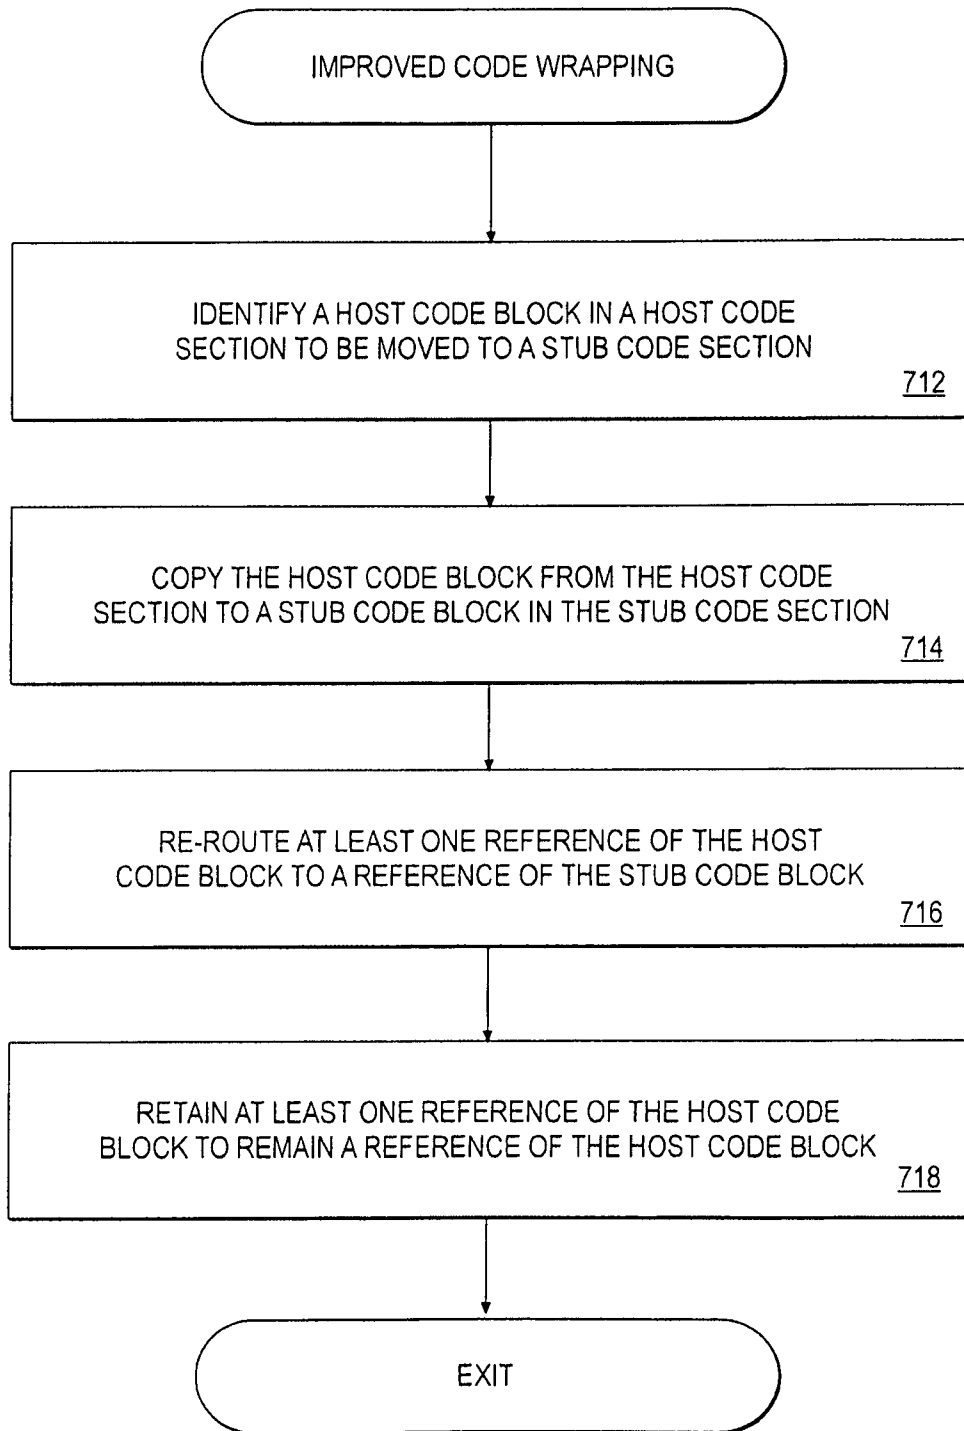 IMPROVED CODE WRAPPING
IDENTIFY A HOST CODE BLOCK IN A HOST CODE
SECTION TO BE MOVED TO A STUB CODE SECTION
712
COPY THE HOST CODE BLOCK FROM THE HOST CODE
SECTION TO A STUB CODE BLOCK IN THE STUB CODE SECTION
714
RE-ROUTE AT LEAST ONE REFERENCE OF THE HOST
CODE BLOCK TO A REFERENCE OF THE STUB CODE BLOCK
716
RETAIN AT LEAST ONE REFERENCE OF THE HOST CODE
BLOCK TO REMAIN A REFERENCE OF THE HOST CODE BLOCK
718
EXIT